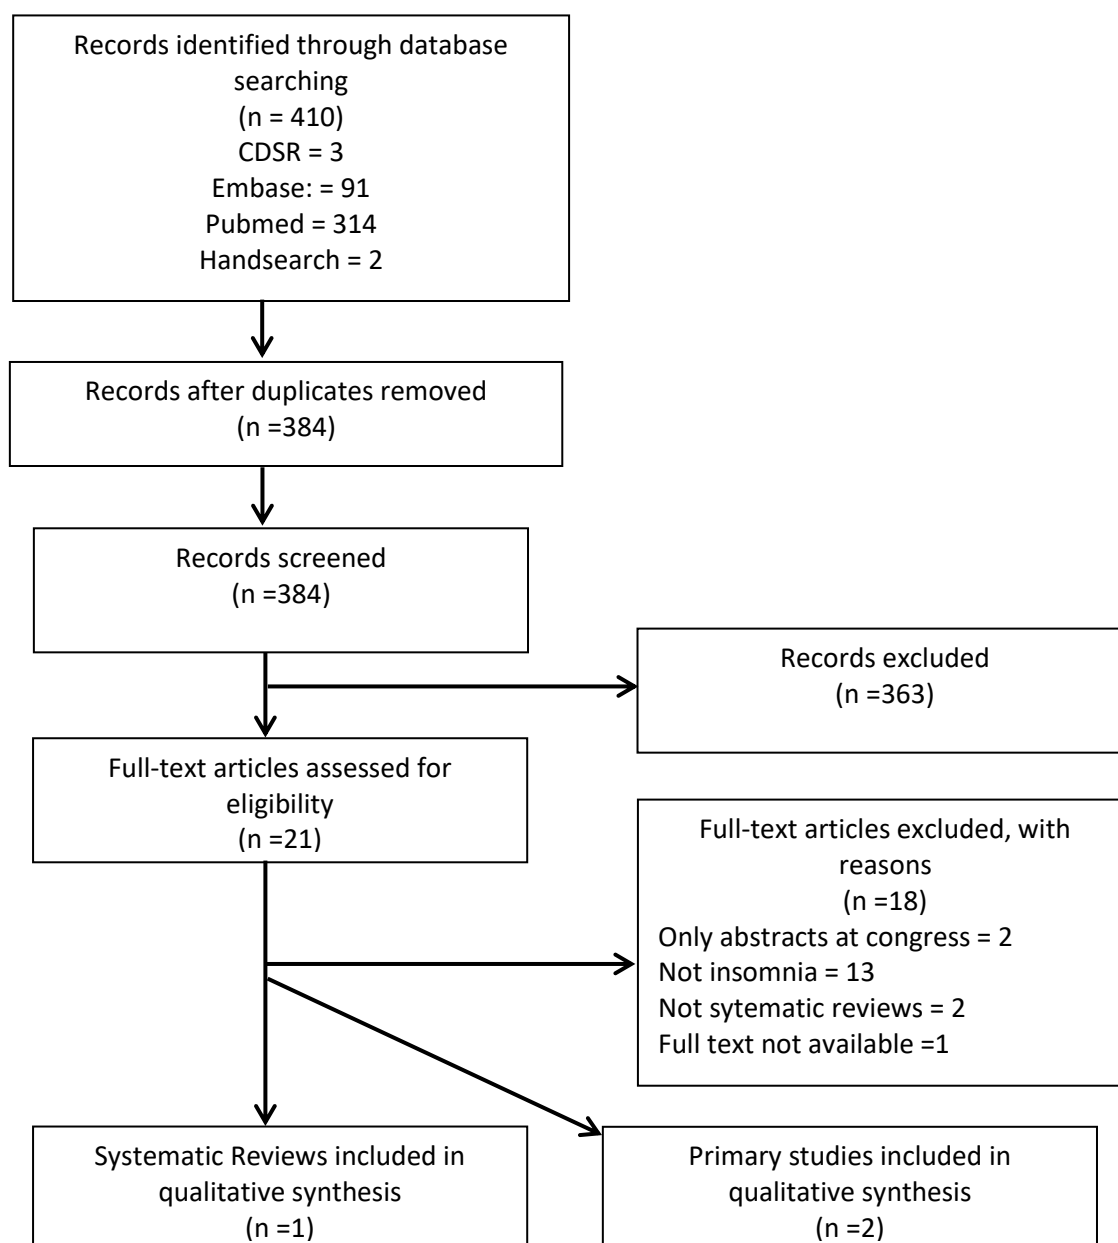 Records identified through database
searching
(n = 410)
CDSR = 3
Embase: = 91
Pubmed = 314
Handsearch = 2
Records after duplicates removed
(n =384)
Records screened
(n =384)
Records excluded
(n =363)
Full-text articles assessed for
eligibility
(n =21)
Full-text articles excluded, with
reasons
(n =18)
Only abstracts at congress = 2
Not insomnia = 13
Not sytematic reviews = 2
Full text not available =1
Systematic Reviews included in
qualitative synthesis
(n =1)
Primary studies included in
qualitative synthesis
(n =2)